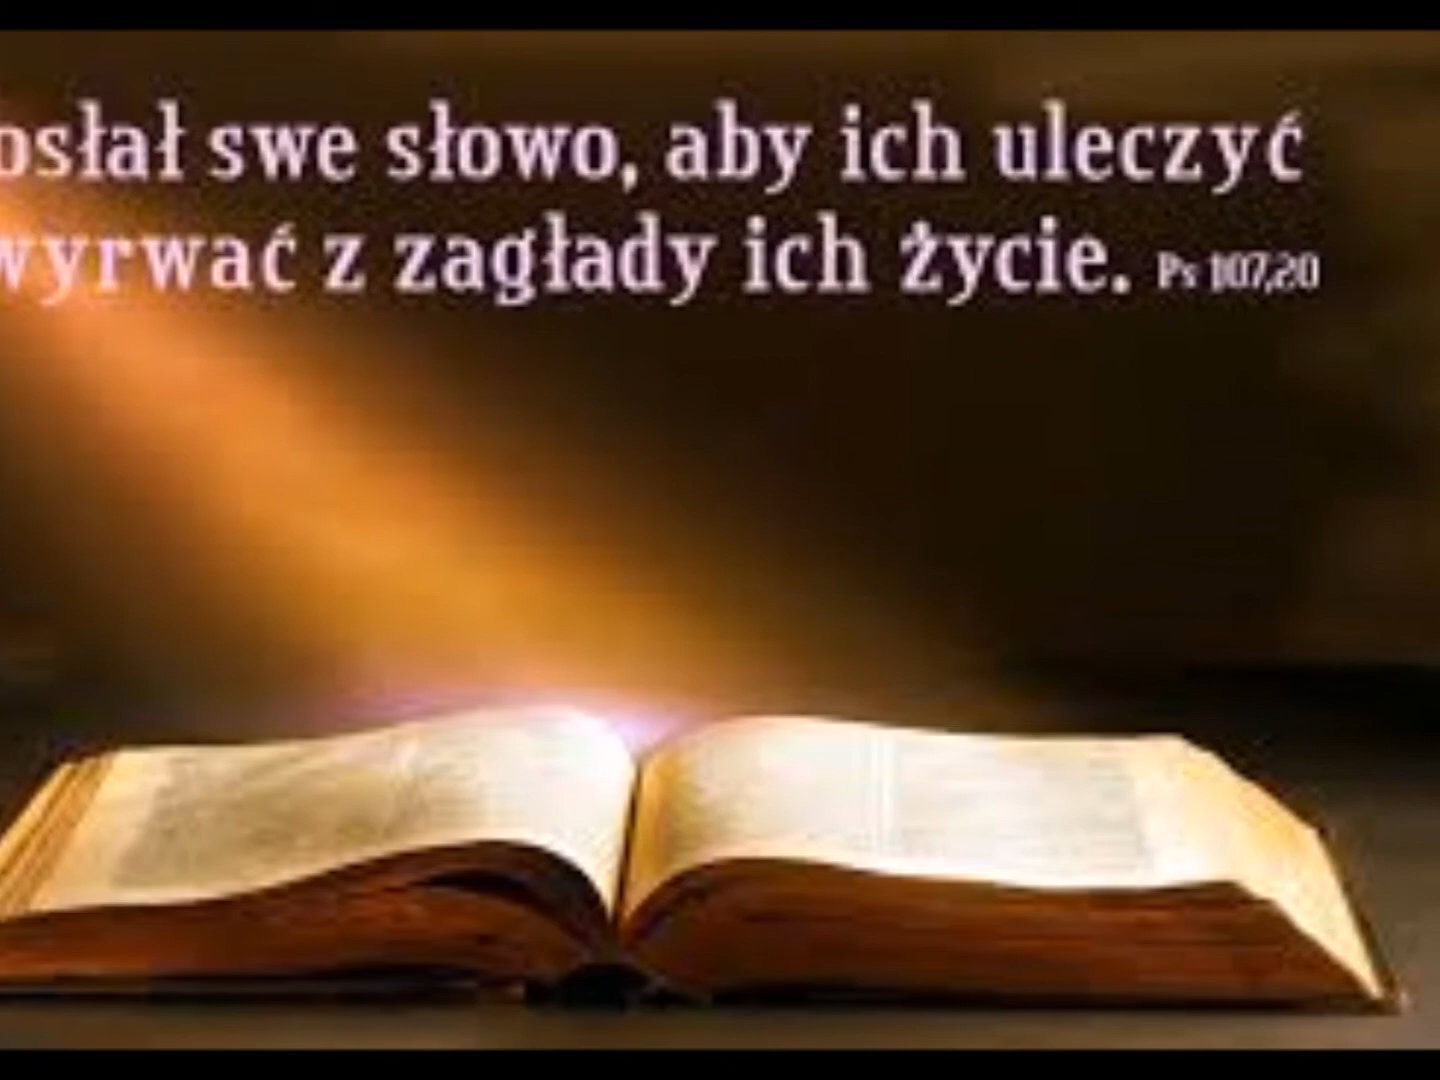 osłał swe słowo, aby ich uleczyć
wyrwać z zagłady ich życie. Ps 107,20